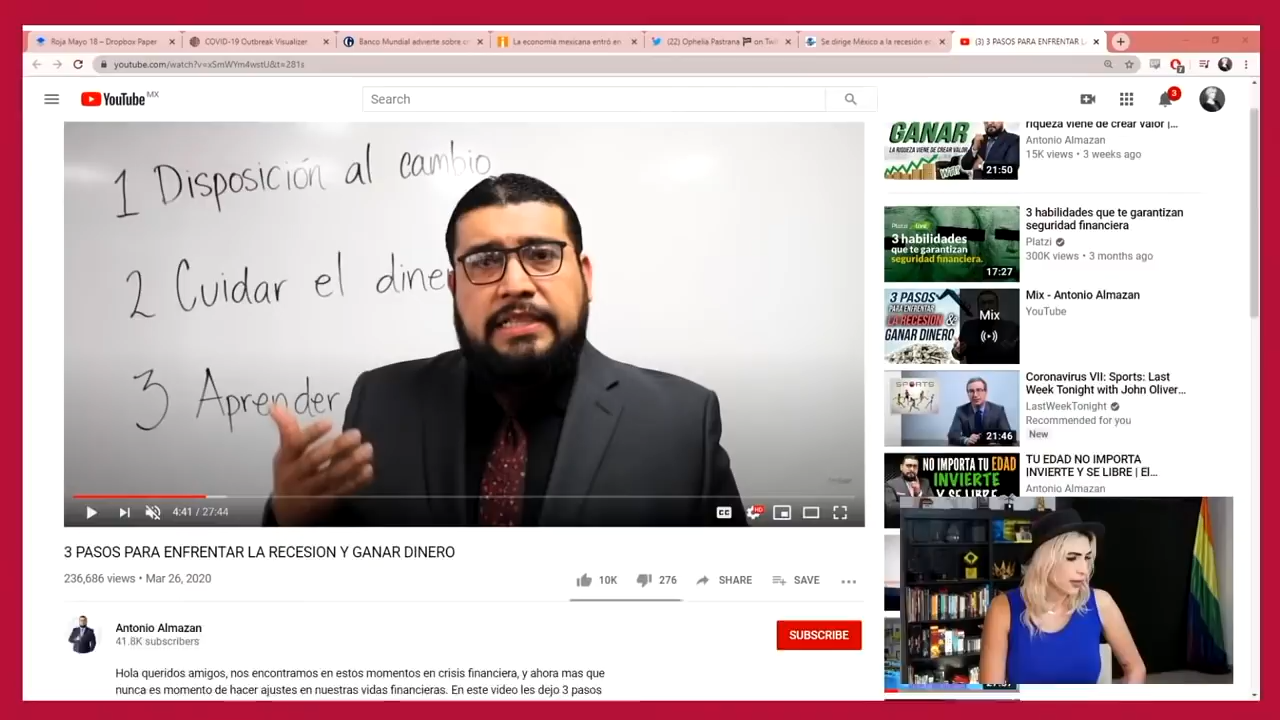 Roja Mayo 18 – Dropbox Paper
COVID-19 Outbreak Visualizer
Banco Mundial advierte sobre cr
La economía mexicana entró en
(22) Ophelia Pastrana 🏴 on Twi
Se dirige México a la recesión en
(3) 3 PASOS PARA ENFRENTAR L
youtube.com/watch?v=xSmWYm4wstU&t=281s
YouTube MX
Search
3
1 Disposición al cambio
2 Cuidar el diner
3 Aprender
4:41 / 27:44
CC
HD
3 PASOS PARA ENFRENTAR LA RECESION Y GANAR DINERO
236,686 views • Mar 26, 2020
10K
276
SHARE
SAVE
Antonio Almazan
41.8K subscribers
SUBSCRIBE
Hola queridos amigos, nos encontramos en estos momentos en crisis financiera, y ahora mas que
nunca es momento de hacer ajustes en nuestras vidas financieras. En este video les dejo 3 pasos
GANAR
LA RIQUEZA VIENE DE CREAR VALOR
21:50
riqueza viene de crear valor |...
Antonio Almazan
15K views • 3 weeks ago
Platzi Live
3 habilidades
que te garantizan
seguridad financiera.
17:27
3 habilidades que te garantizan
seguridad financiera
Platzi
300K views • 3 months ago
3 PASOS
PARA ENFRENTAR
LA RECESIÓN &
GANAR DINERO
Mix
Mix - Antonio Almazan
YouTube
SPORTS
21:46
Coronavirus VII: Sports: Last
Week Tonight with John Oliver...
LastWeekTonight
Recommended for you
New
NO IMPORTA TU EDAD
INVIERTE
Y SE LIBRE
TU EDAD NO IMPORTA
INVIERTE Y SE LIBRE | El...
Antonio Almazan